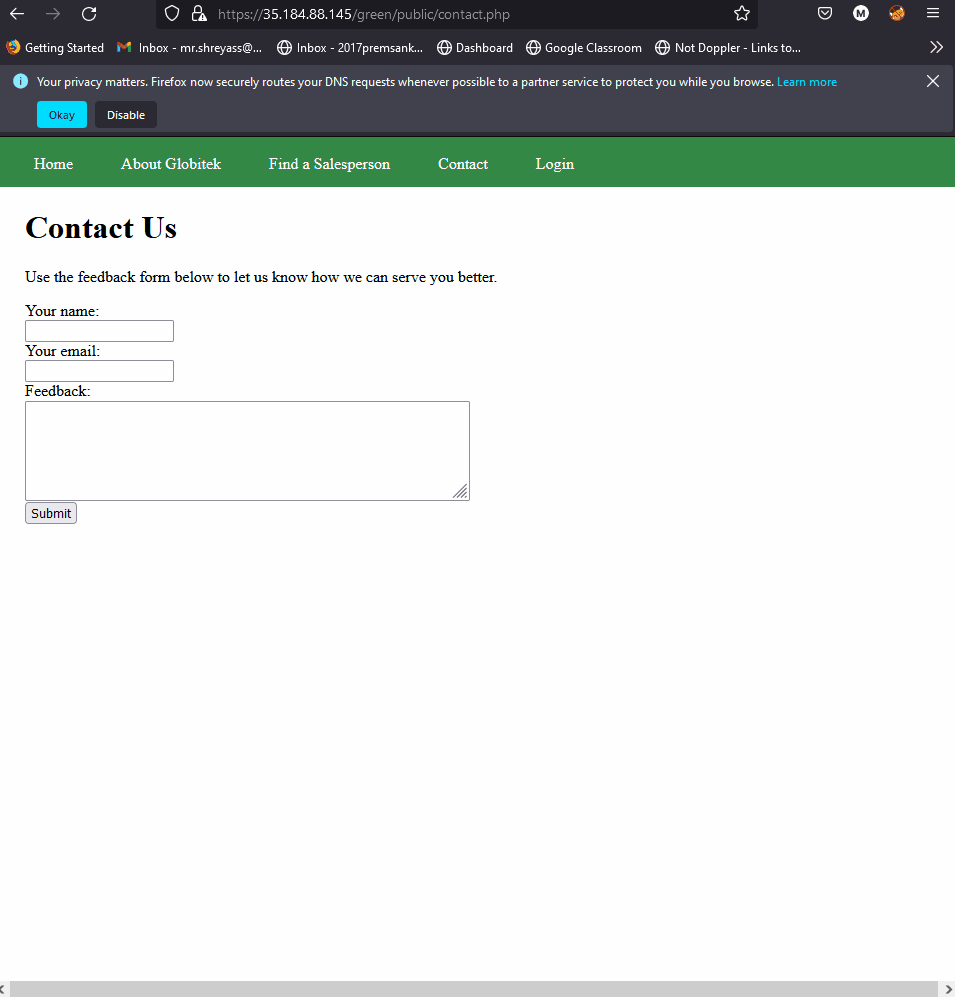 https://35.184.88.145/green/public/contact.php M
Getting Started Inbox - mr.shreyass@... Inbox - 2017premsank... Dashboard Google Classroom Not Doppler - Links to...
Your privacy matters. Firefox now securely routes your DNS requests whenever possible to a partner service to protect you while you browse. Learn more
Okay Disable
Home About Globitek Find a Salesperson Contact Login
Contact Us
Use the feedback form below to let us know how we can serve you better.
Your name:
Your email:
Feedback:
Submit